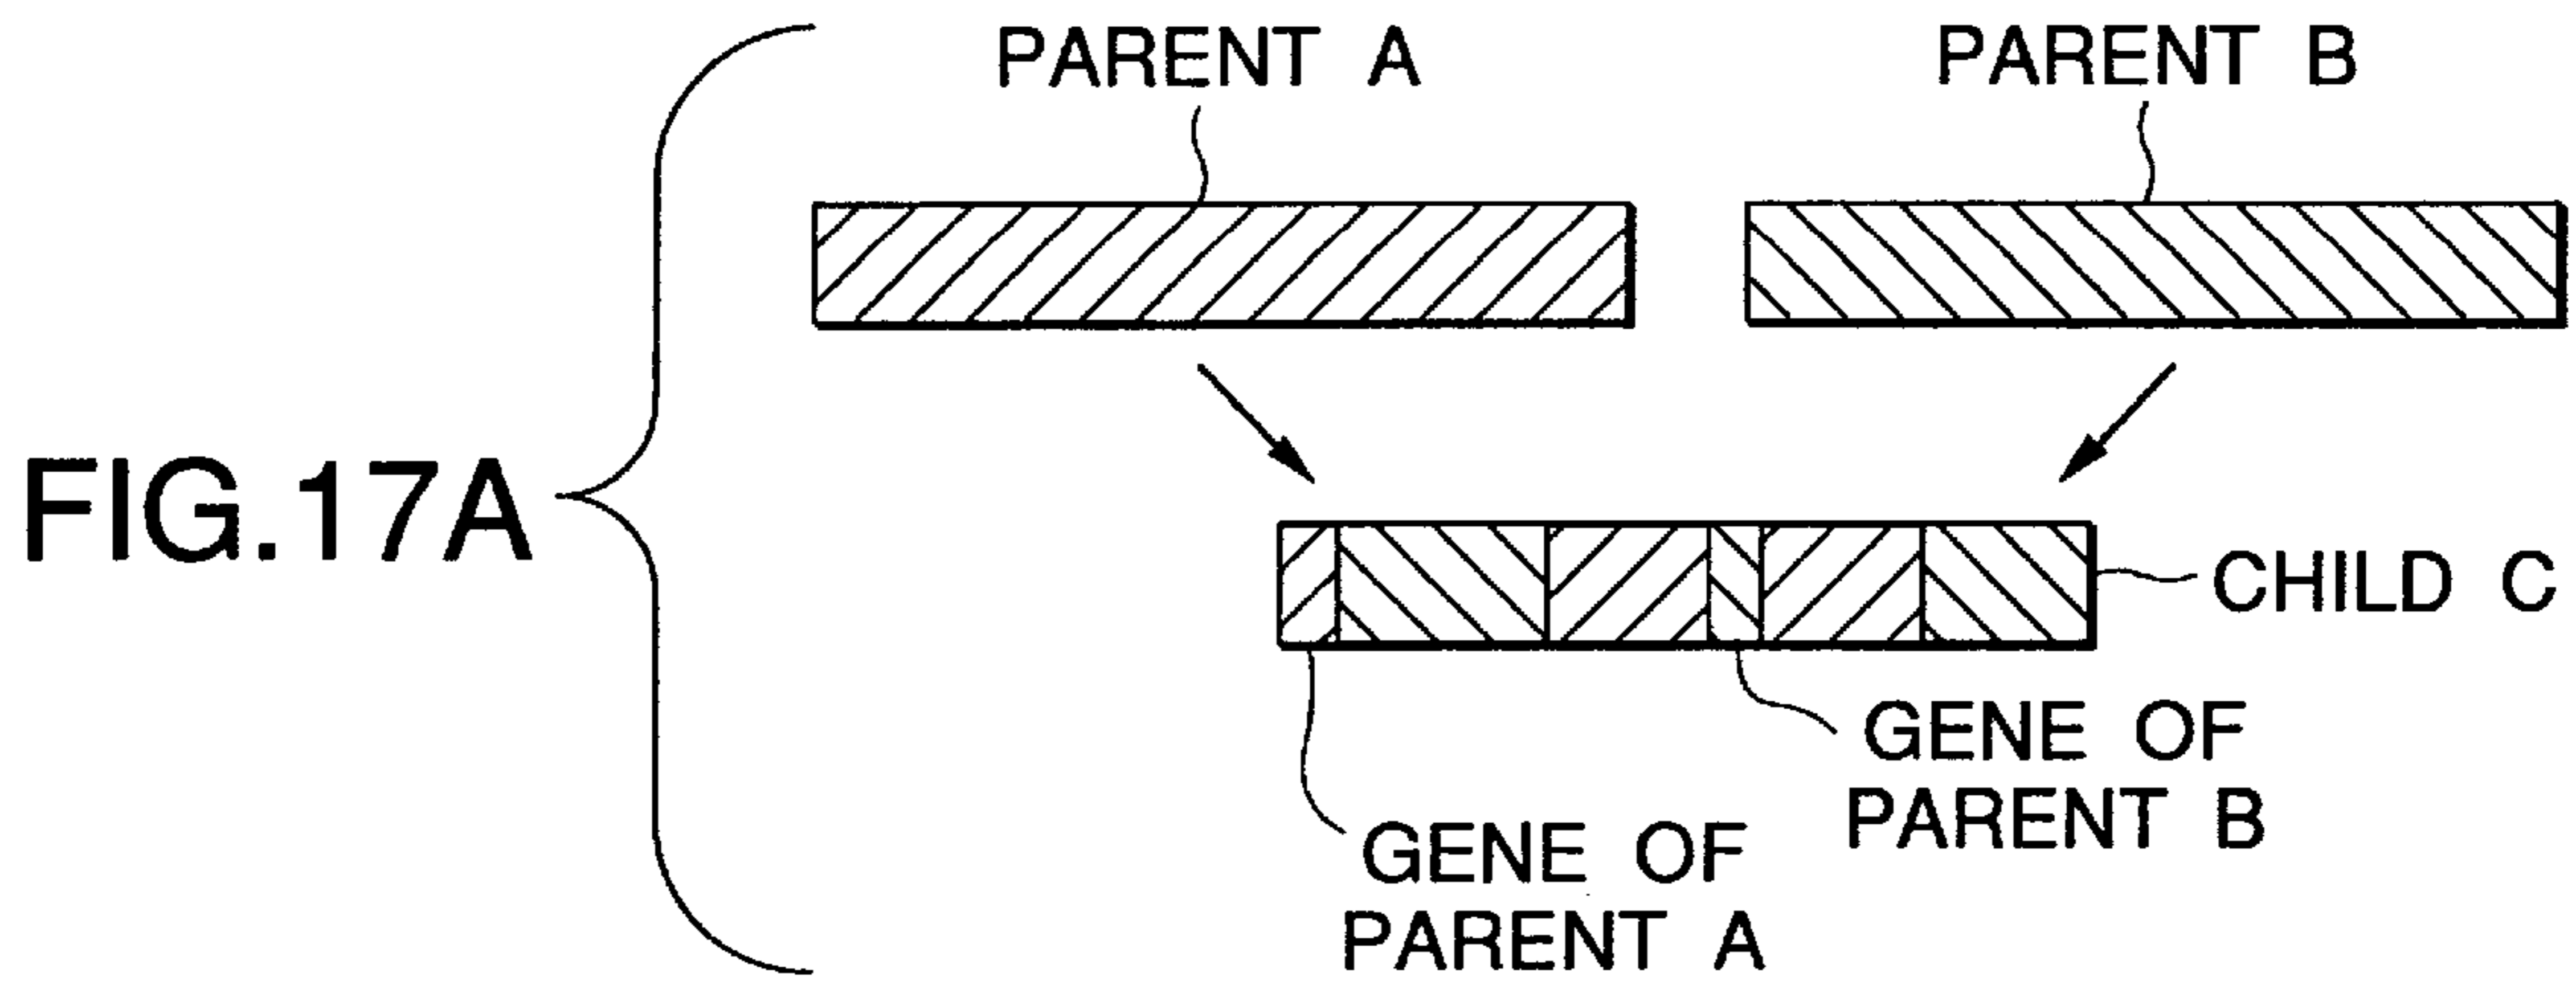 PARENT A
PARENT B
FIG.17A
CHILD C
GENE OF
PARENT B
GENE OF
PARENT A